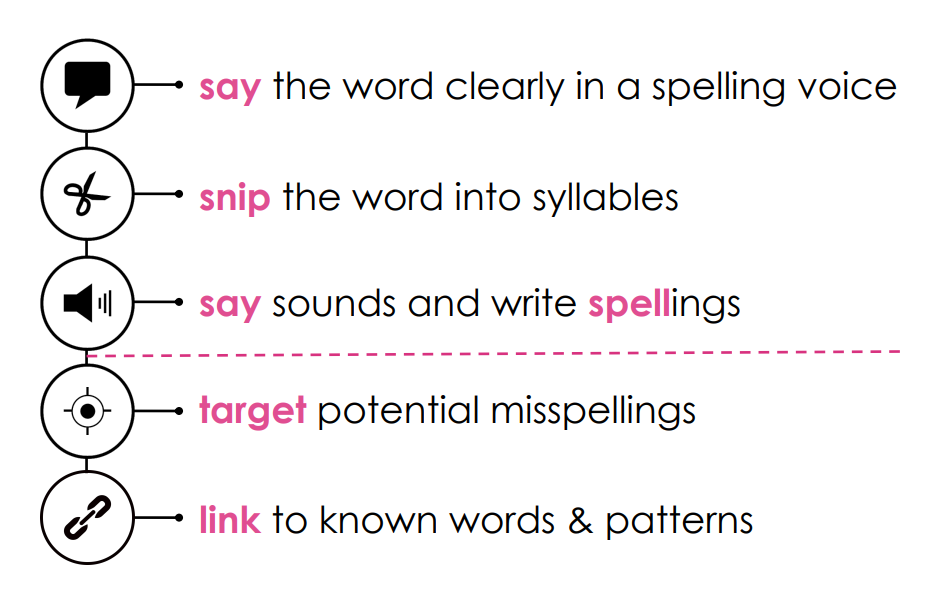 say the word clearly in a spelling voice
snip the word into syllables
say sounds and write spellings
target potential misspellings
link to known words & patterns